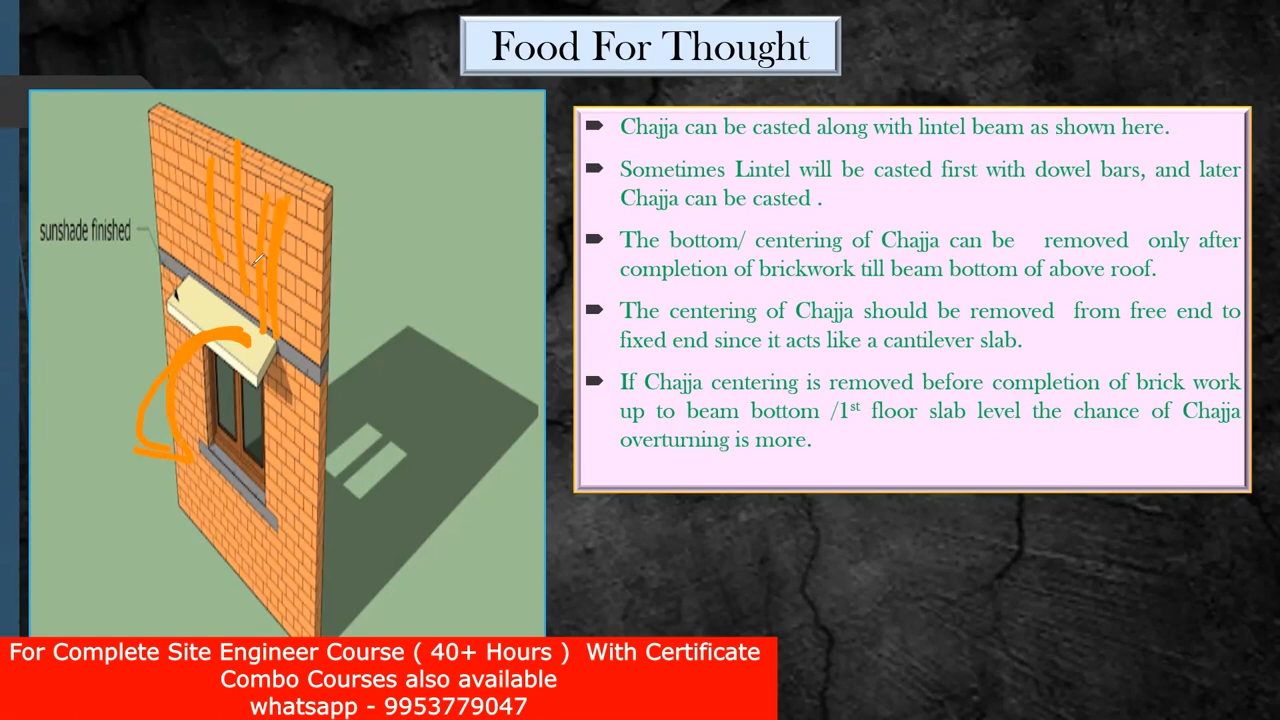 Food For Thought
sunshade finished
Chajja can be casted along with lintel beam as shown here.
Sometimes Lintel will be casted first with dowel bars, and later
Chajja can be casted .
The bottom/ centering of Chajja can be removed only after
completion of brickwork till beam bottom of above roof.
The centering of Chajja should be removed from free end to
fixed end since it acts like a cantilever slab.
If Chajja centering is removed before completion of brick work
up to beam bottom /1st floor slab level the chance of Chajja
overturning is more.
For Complete Site Engineer Course ( 40+ Hours ) With Certificate
Combo Courses also available
whatsapp - 9953779047